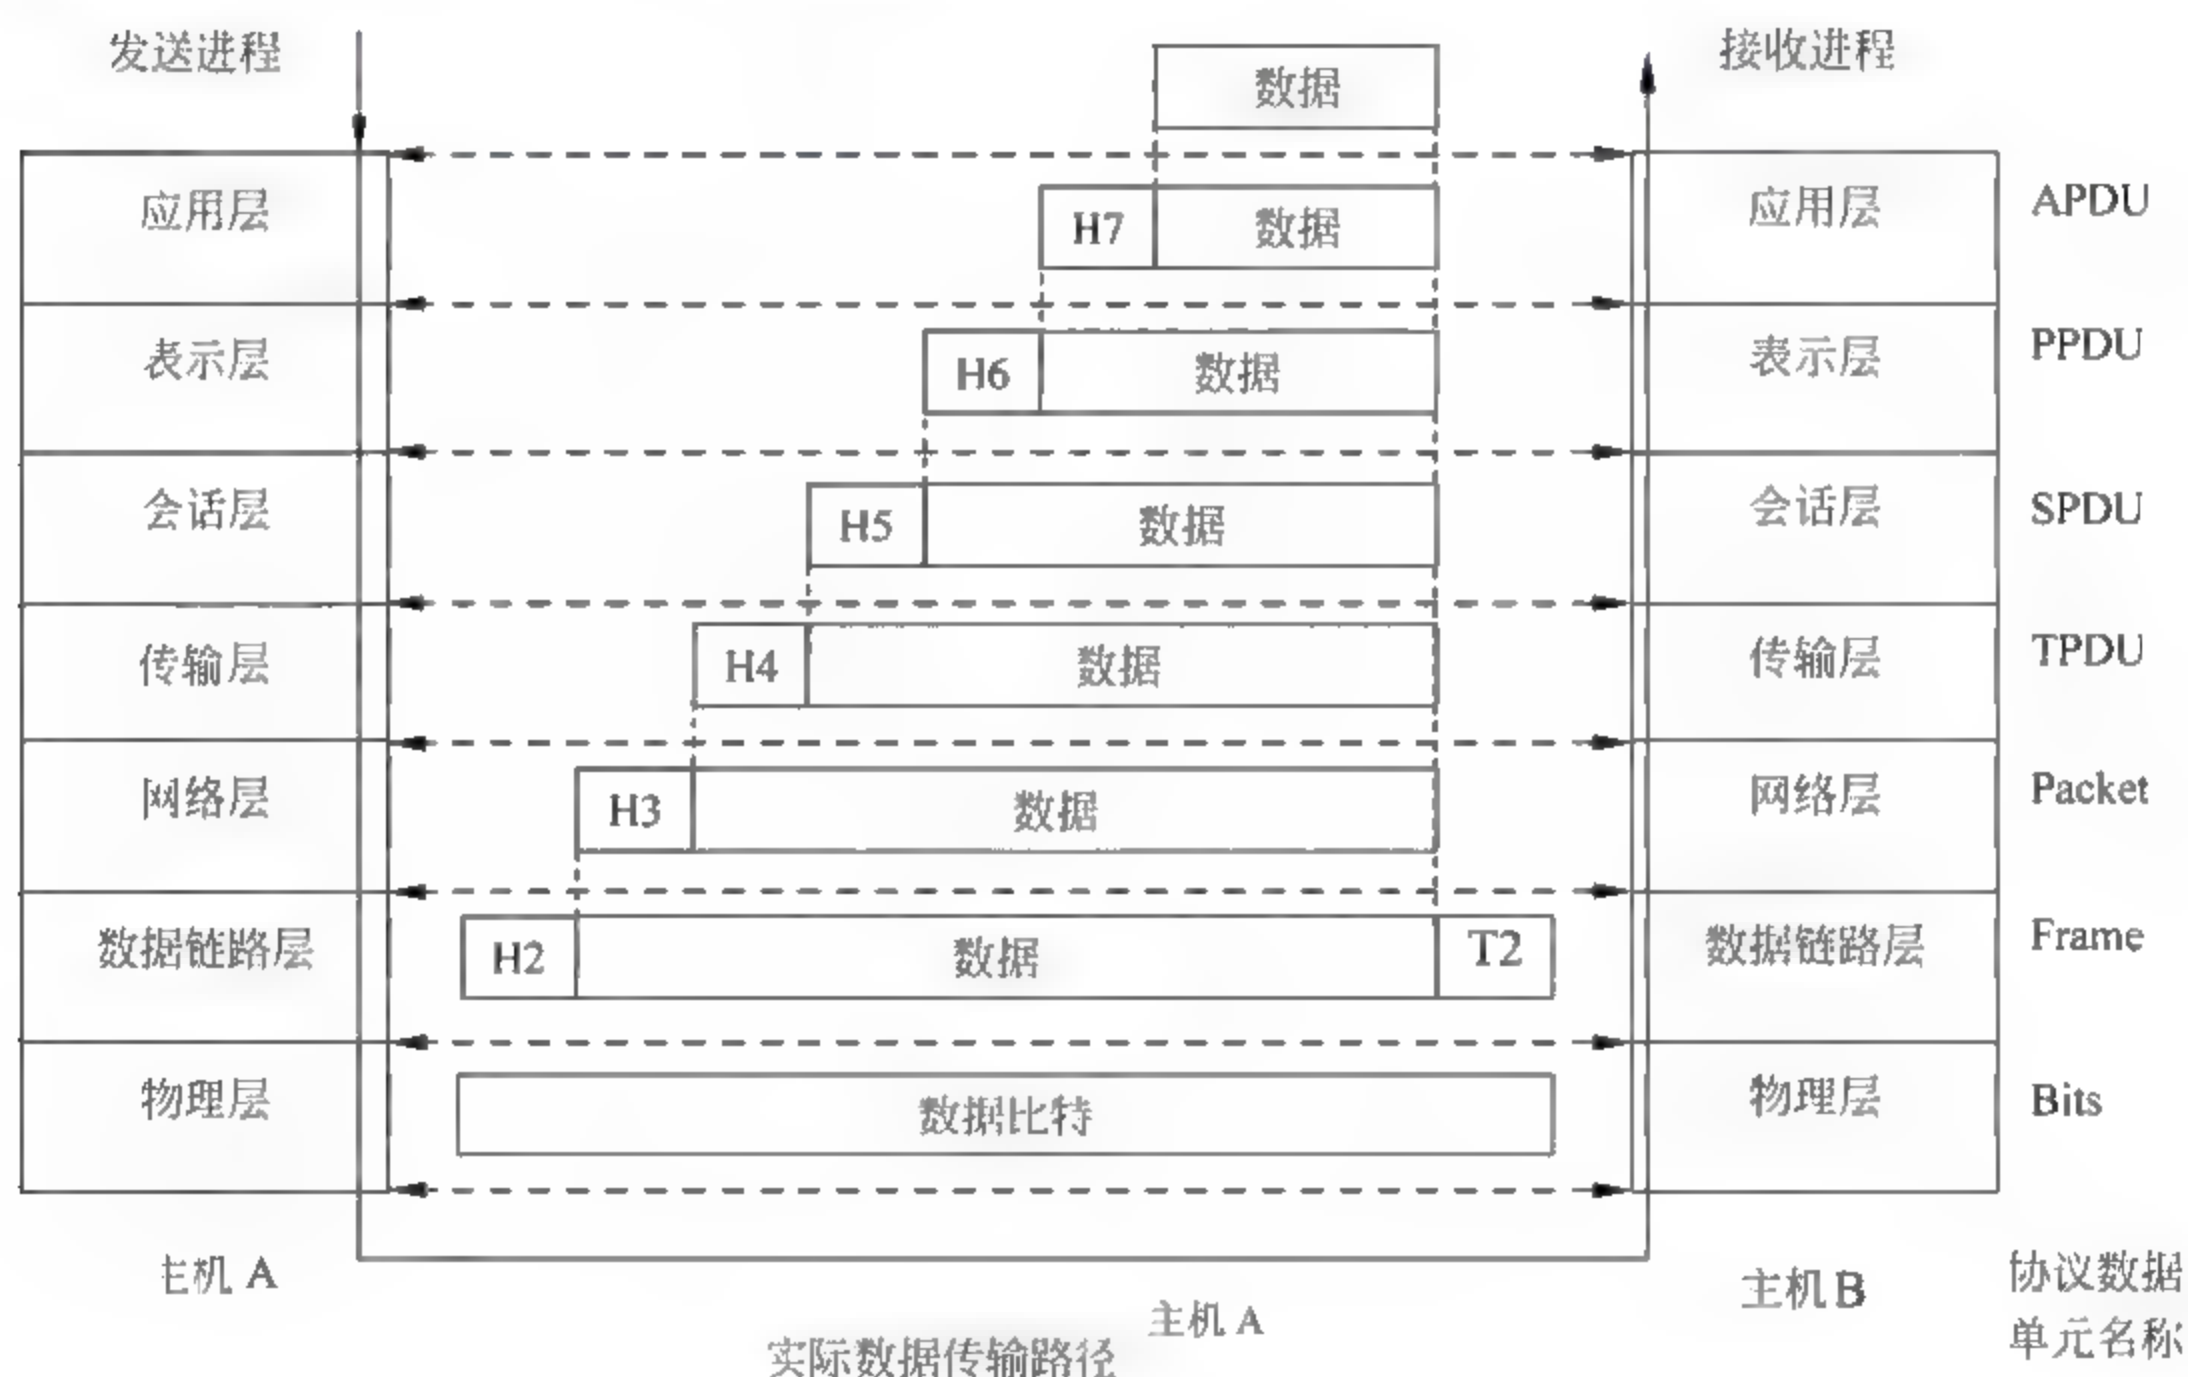 发送进程
数据
接收进程
应用层
H7
数据
应用层
APDU
表示层
H6
数据
表示层
PPDU
会话层
H5
数据
会话层
SPDU
传输层
H4
数据
传输层
TPDU
网络层
H3
数据
网络层
Packet
数据链路层
H2
数据
T2
数据链路层
Frame
物理层
数据比特
物理层
Bits
主机 A
主机 A
主机 B
协议数据
单元名称
实际数据传输路径